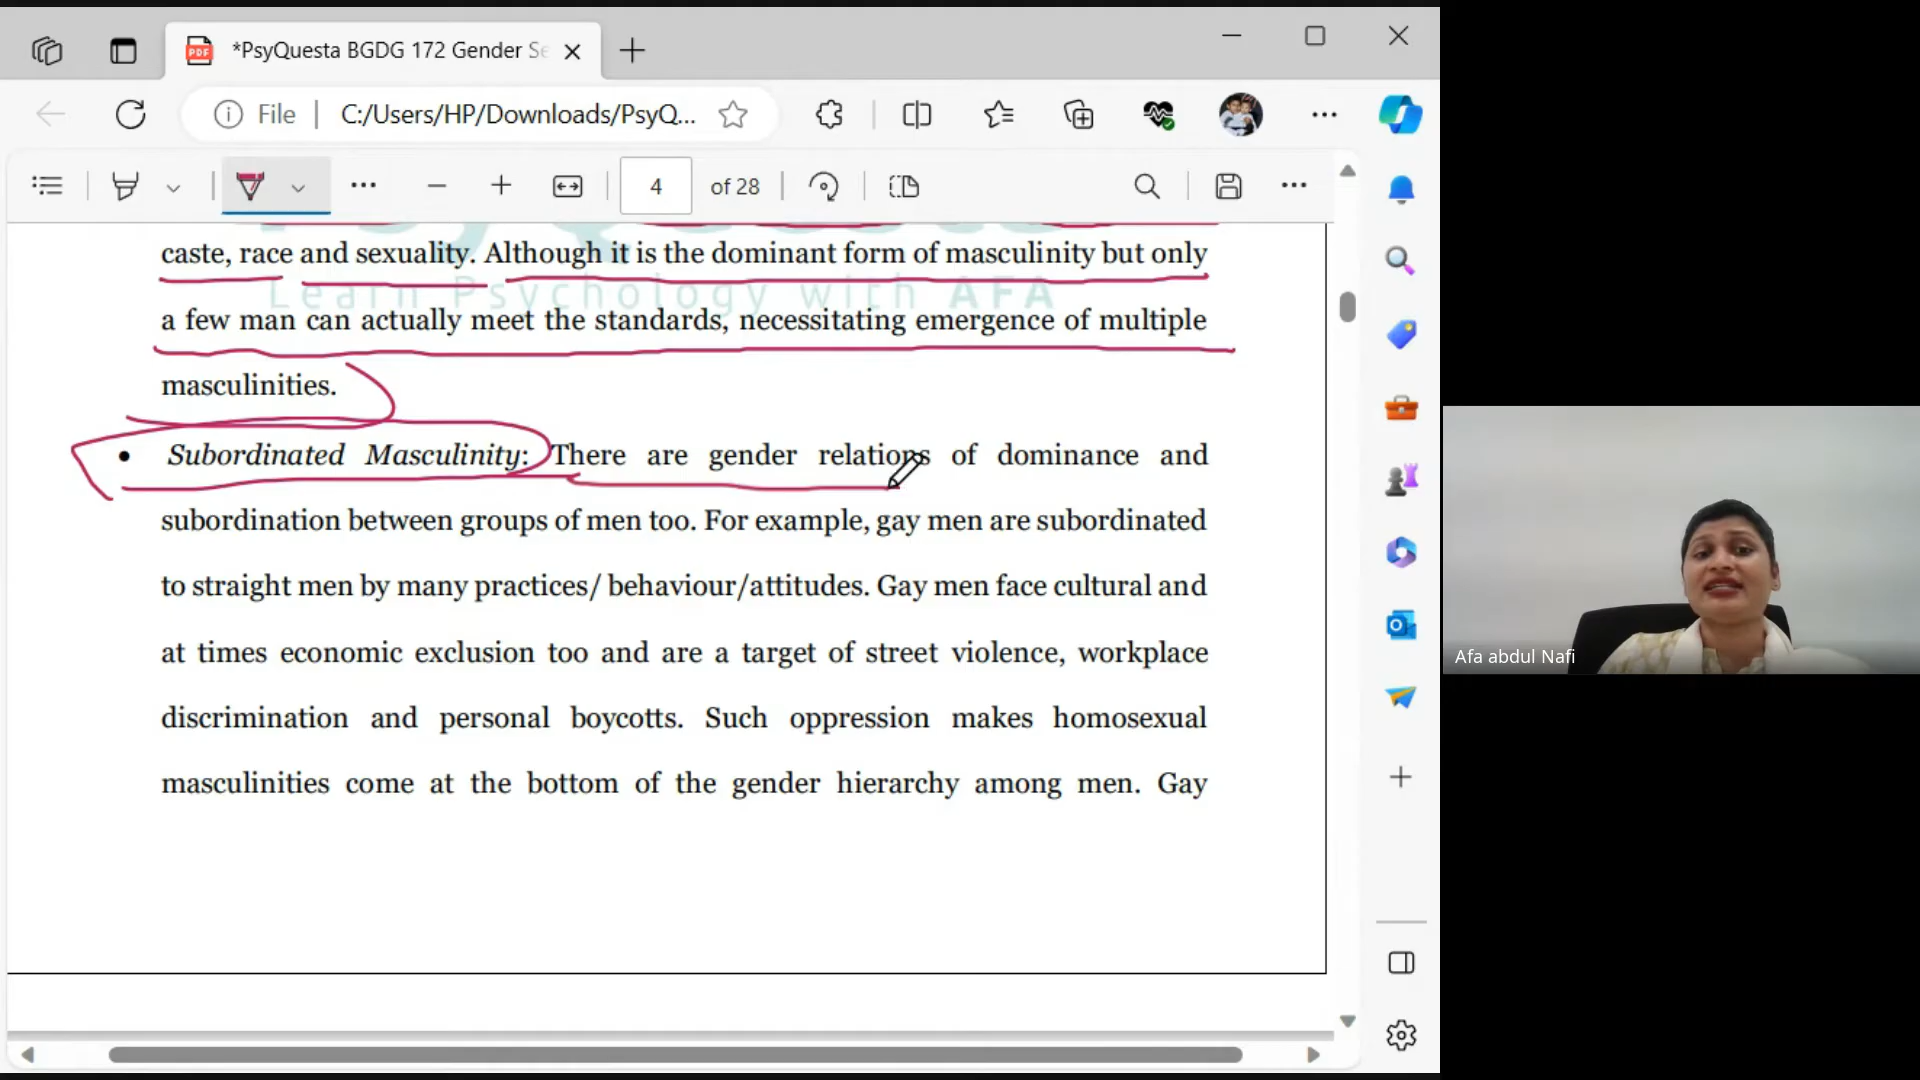 *PsyQuesta BGDG 172 Gender Se
File
C:/Users/HP/Downloads/PsyQ...
4 of 28
caste, race and sexuality. Although it is the dominant form of masculinity but only
Learn Psychology with AFA
a few man can actually meet the standards, necessitating emergence of multiple
masculinities.
• Subordinated Masculinity: There are gender relations of dominance and
subordination between groups of men too. For example, gay men are subordinated
to straight men by many practices/ behaviour/attitudes. Gay men face cultural and
at times economic exclusion too and are a target of street violence, workplace
discrimination and personal boycotts. Such oppression makes homosexual
masculinities come at the bottom of the gender hierarchy among men. Gay
Afa abdul Nafi